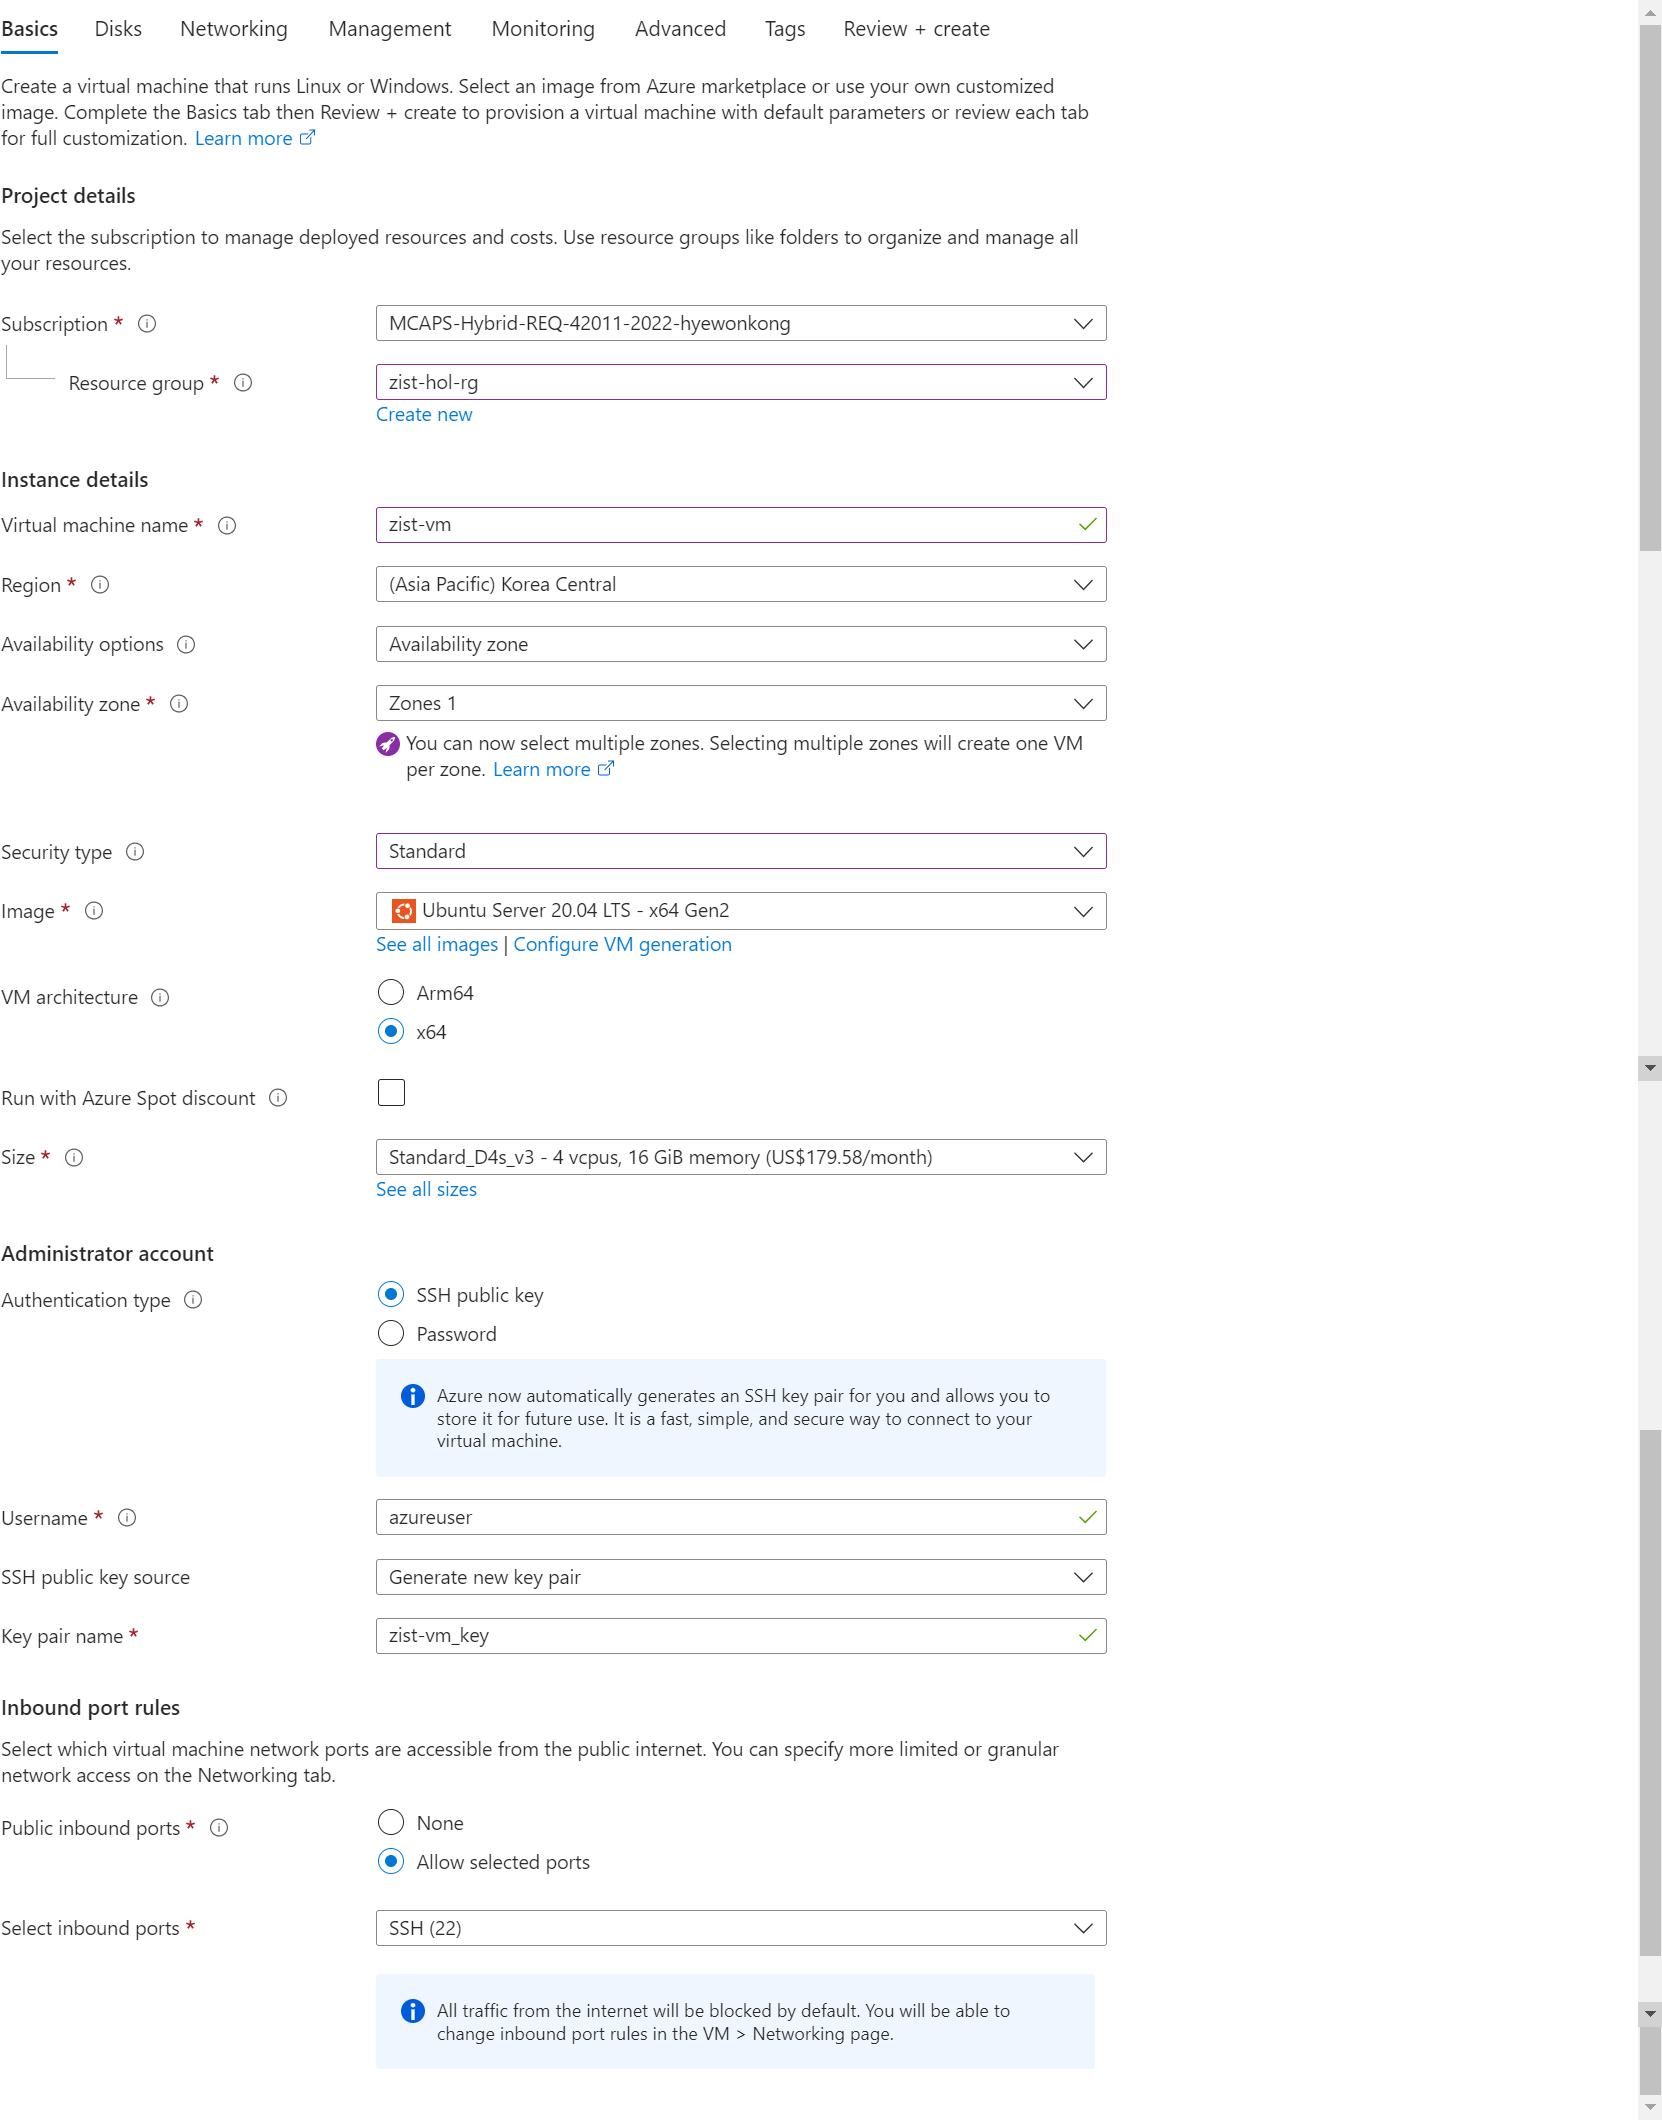 Basics Disks Networking Management Monitoring Advanced Tags Review + create
Create a virtual machine that runs Linux or Windows. Select an image from Azure marketplace or use your own customized
image. Complete the Basics tab then Review + create to provision a virtual machine with default parameters or review each tab
for full customization. Learn more
Project details
Select the subscription to manage deployed resources and costs. Use resource groups like folders to organize and manage all
your resources.
Subscription * MCAPS-Hybrid-REQ-42011-2022-hyewonkong
Resource group * zist-hol-rg
Create new
Instance details
Virtual machine name * zist-vm
Region * (Asia Pacific) Korea Central
Availability options Availability zone
Availability zone * Zones 1
You can now select multiple zones. Selecting multiple zones will create one VM
per zone. Learn more
Security type Standard
Image * Ubuntu Server 20.04 LTS - x64 Gen2
See all images | Configure VM generation
VM architecture Arm64
x64
Run with Azure Spot discount
Size * Standard_D4s_v3 - 4 vcpus, 16 GiB memory (US$179.58/month)
See all sizes
Administrator account
Authentication type SSH public key
Password
Azure now automatically generates an SSH key pair for you and allows you to
store it for future use. It is a fast, simple, and secure way to connect to your
virtual machine.
Username * azureuser
SSH public key source Generate new key pair
Key pair name * zist-vm_key
Inbound port rules
Select which virtual machine network ports are accessible from the public internet. You can specify more limited or granular
network access on the Networking tab.
Public inbound ports * None
Allow selected ports
Select inbound ports * SSH (22)
All traffic from the internet will be blocked by default. You will be able to
change inbound port rules in the VM > Networking page.